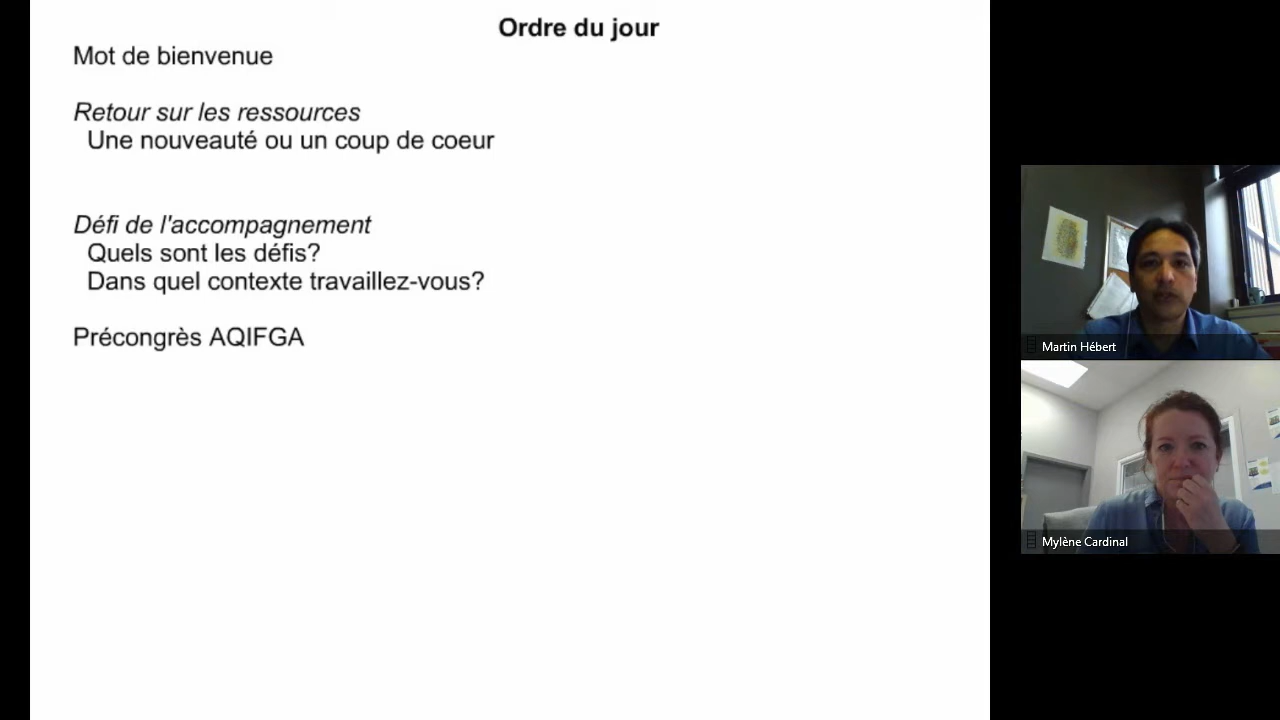 Ordre du jour
Mot de bienvenue
Retour sur les ressources
Une nouveauté ou un coup de coeur
Défi de l'accompagnement
Quels sont les défis?
Dans quel contexte travaillez-vous?
Précongrès AQIFGA
Martin Hébert
Mylène Cardinal